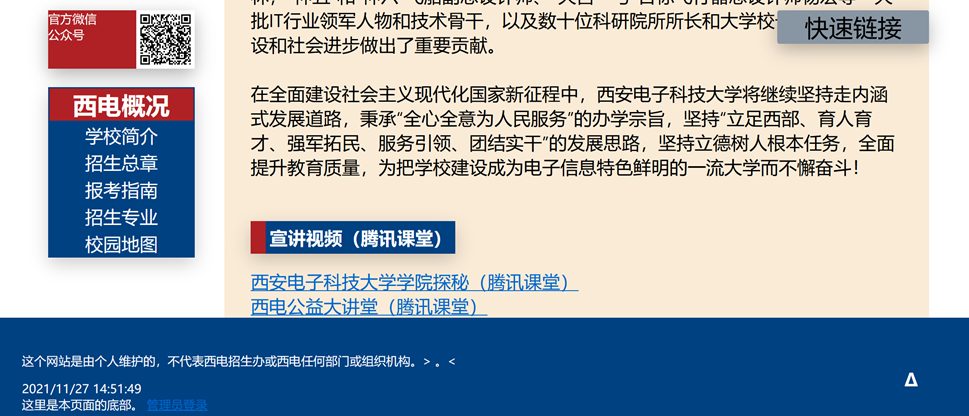 官方微信
公众号
西电概况
学校简介
招生总章
报考指南
招生专业
校园地图
批IT行业领军人物和技术骨干，以及数十位科研院所所长和大学校
设和社会进步做出了重要贡献。
快速链接
在全面建设社会主义现代化国家新征程中，西安电子科技大学将继续坚持走内涵
式发展道路，秉承“全心全意为人民服务”的办学宗旨，坚持“立足西部、育人育
才、强军拓民、服务引领、团结实干”的发展思路，坚持立德树人根本任务，全面
提升教育质量，为把学校建设成为电子信息特色鲜明的一流大学而不懈奋斗！
宣讲视频（腾讯课堂）
西安电子科技大学学院探秘（腾讯课堂）
西电公益大讲堂（腾讯课堂）
这个网站是由个人维护的，不代表西电招生办或西电任何部门或组织机构。> 。<
2021/11/27 14:51:49
这里是本页面的底部。 管理员登录
Δ